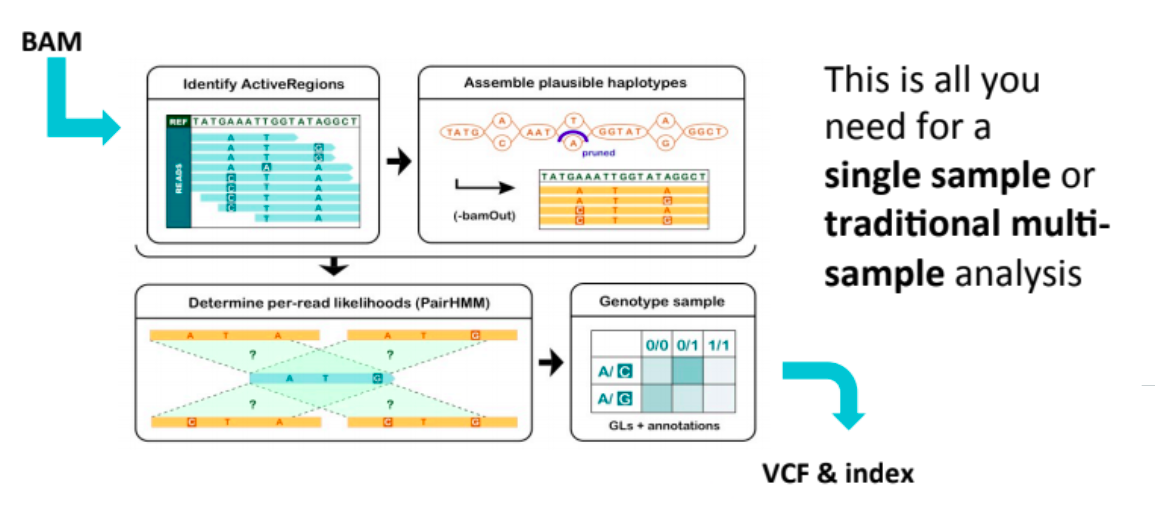 BAM
Identify ActiveRegions
REF TATGAAATTGGTATAGGCT
READS
A T
A T G
A T G
A A A
C T A
C T A
C T A
C T A
T A
Assemble plausible haplotypes
TATG A C AAT T A GGTAT A G GGCT
pruned
(-bamOut)
TATGAAATTGGTATAGGCT
A T A
A T G
C T A
C T G
Determine per-read likelihoods (PairHMM)
A T A A T G
? ?
A T G
? ?
C T A C T G
Genotype sample
0/0 0/1 1/1
A/ C
A/ G
GLs + annotations
This is all you
need for a
single sample or
traditional multi-
sample analysis
VCF & index